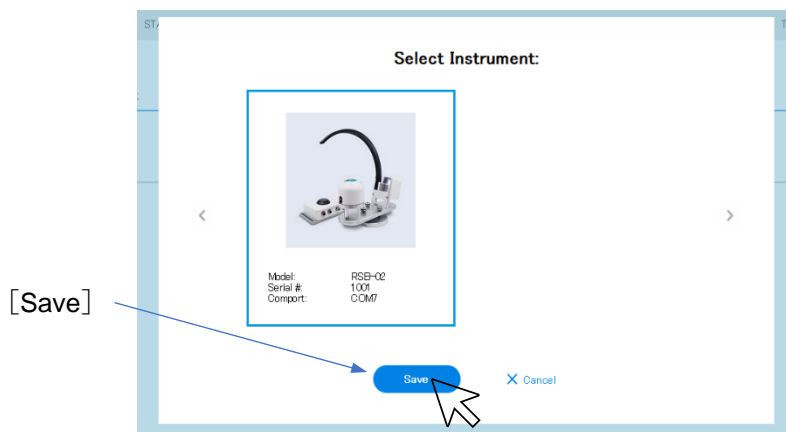 Select Instrument:
Model: RSB-02
Serial #: 1001
Comport: COM7
［Save］
Save
Cancel